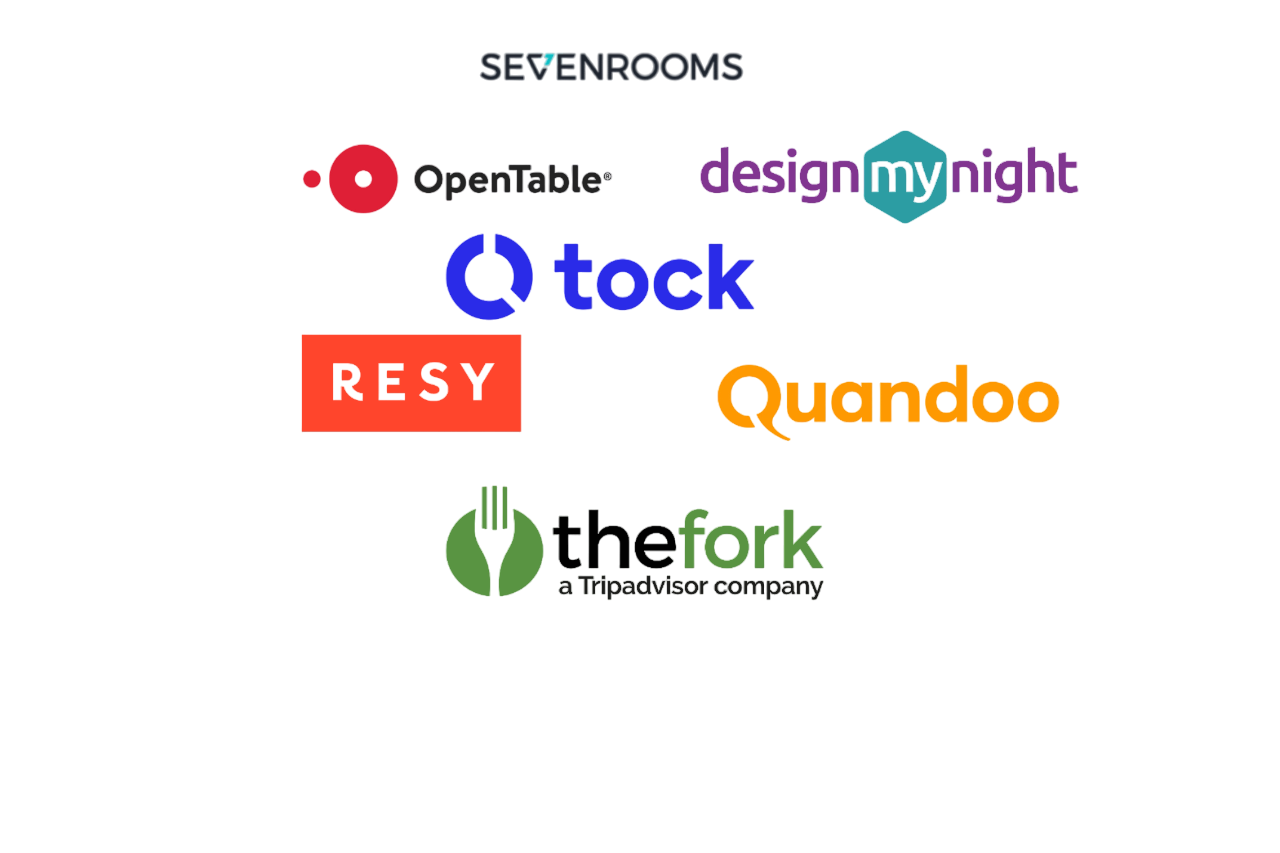 SEVENROOMS
OpenTable®
designmynight
tock
RESY
Quandoo
thefork
a Tripadvisor company